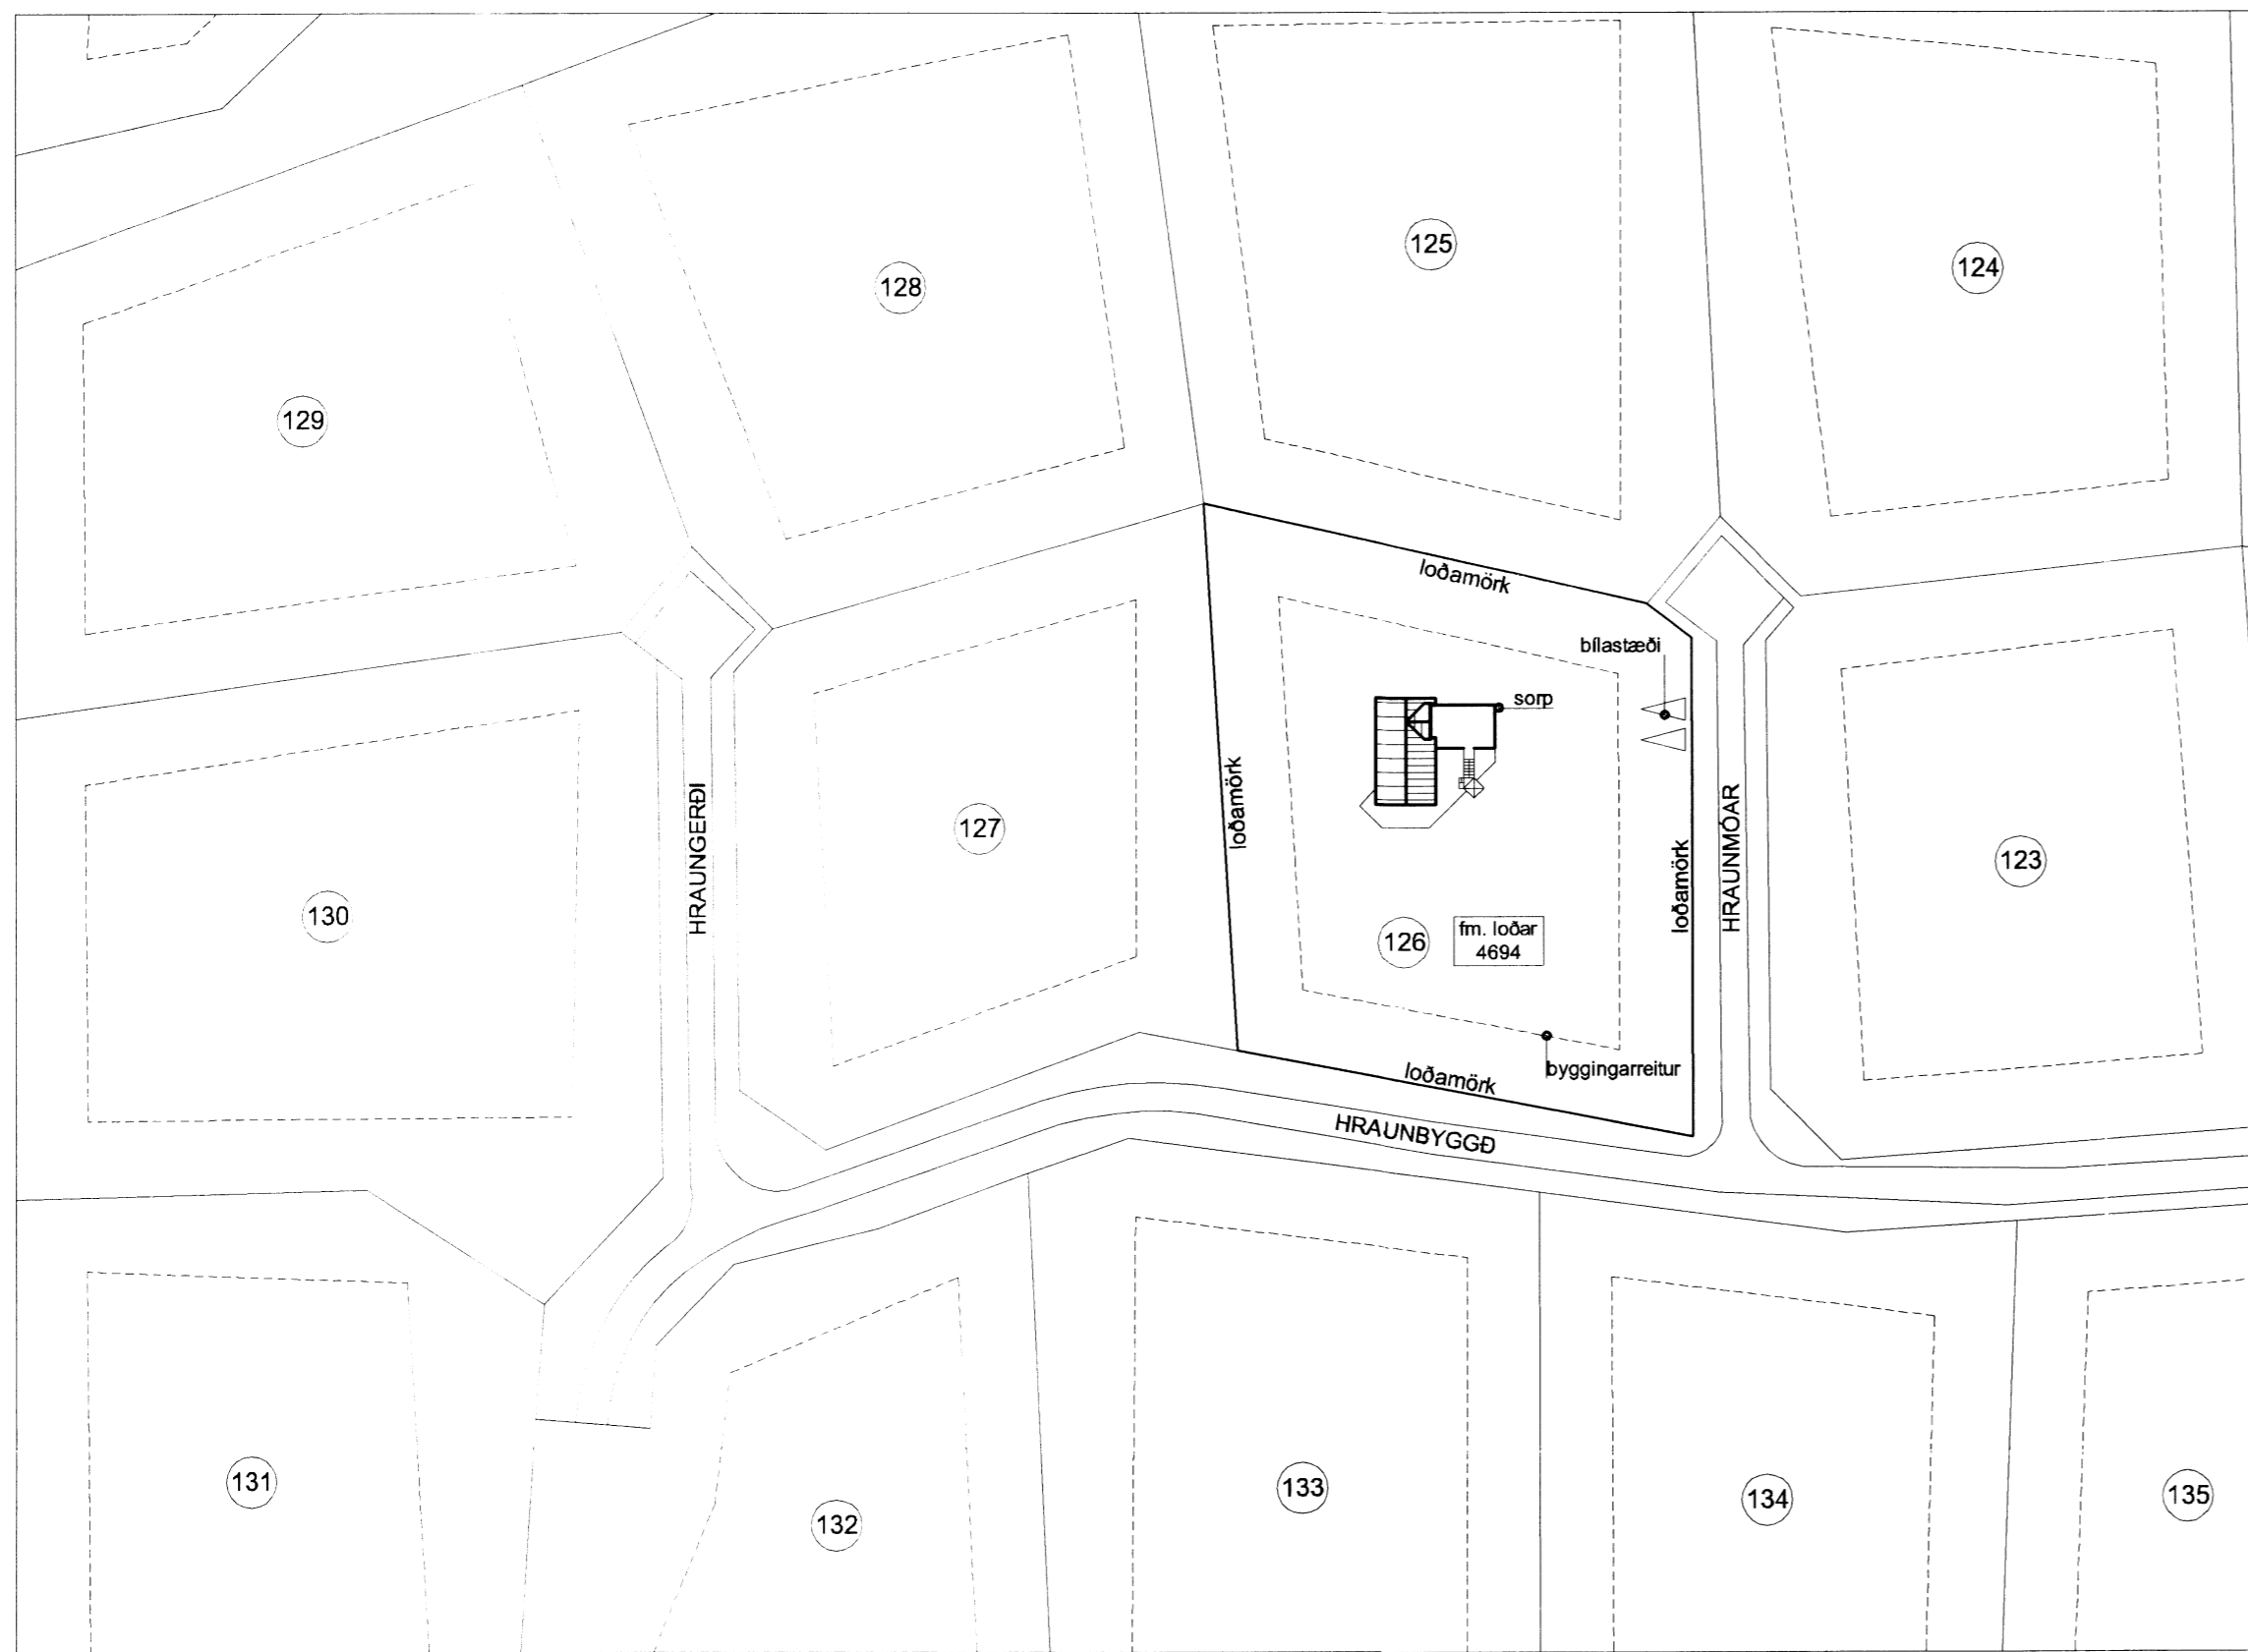 125
124
128
129
loðamörk
bílastæði
sorp
loðamörk
HRAUNGERÐI
127
loðamörk
HRAUNMÓAR
123
130
126
fm. loðar
4694
byggingarreitur
loðamörk
HRAUNBYGGÐ
131
132
133
134
135